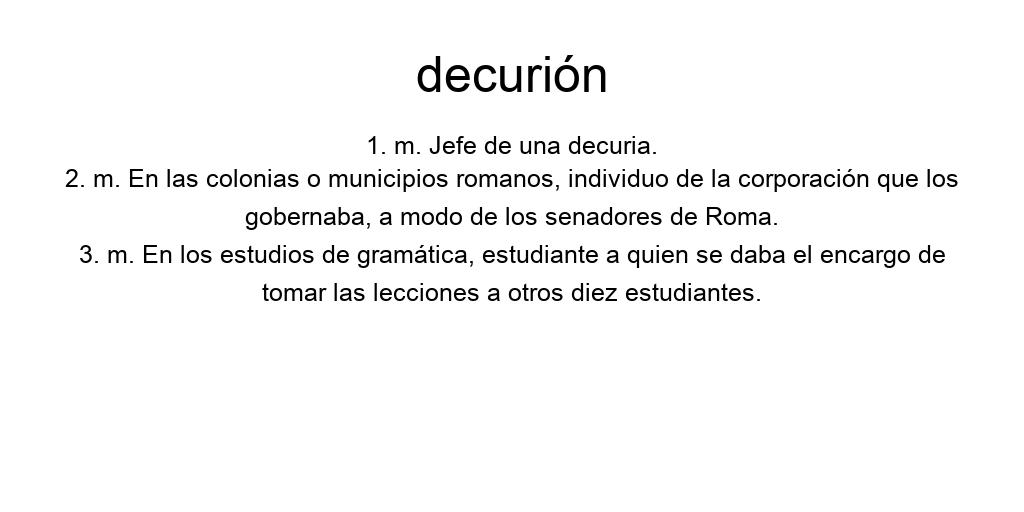 decurión
1. m. Jefe de una decuria.
2. m. En las colonias o municipios romanos, individuo de la corporación que los
gobernaba, a modo de los senadores de Roma.
3. m. En los estudios de gramática, estudiante a quien se daba el encargo de
tomar las lecciones a otros diez estudiantes.